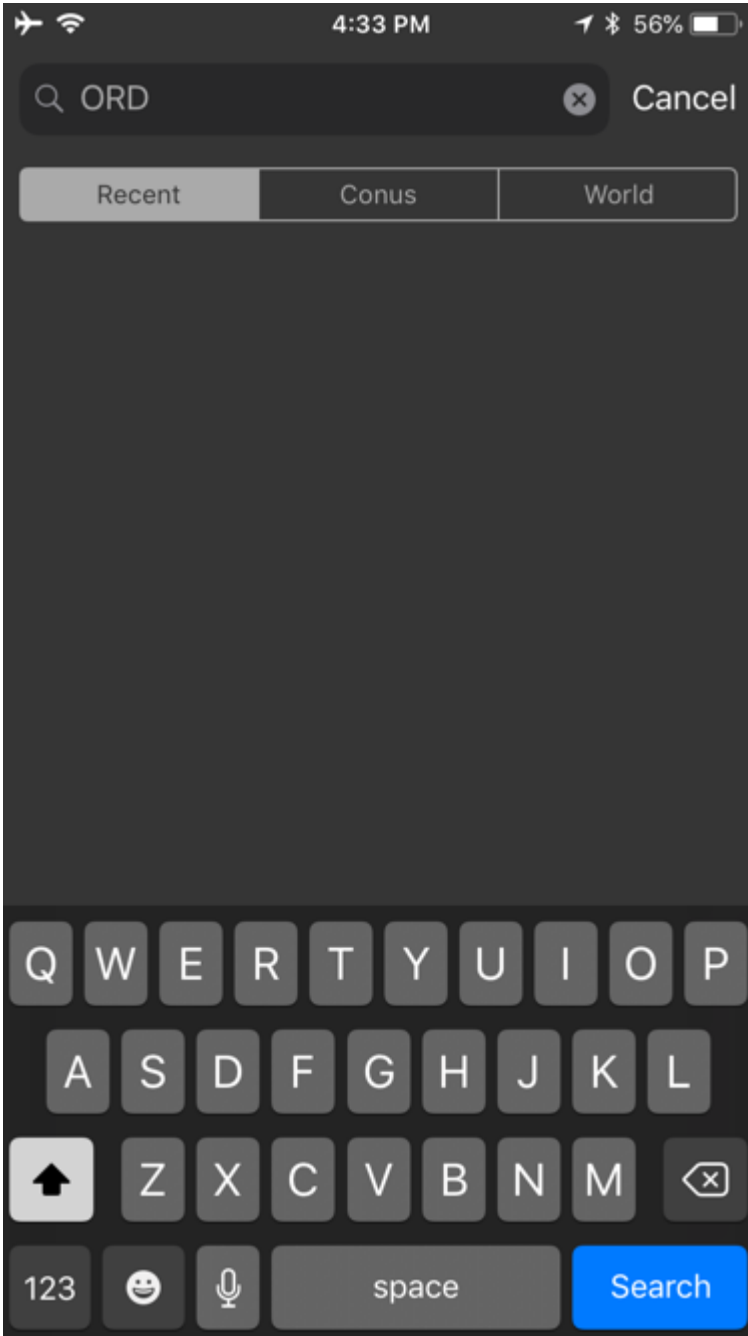 4:33 PM 56%
ORD Cancel
Recent Conus World
Q W E R T Y U I O P
A S D F G H J K L
Z X C V B N M
123 space Search